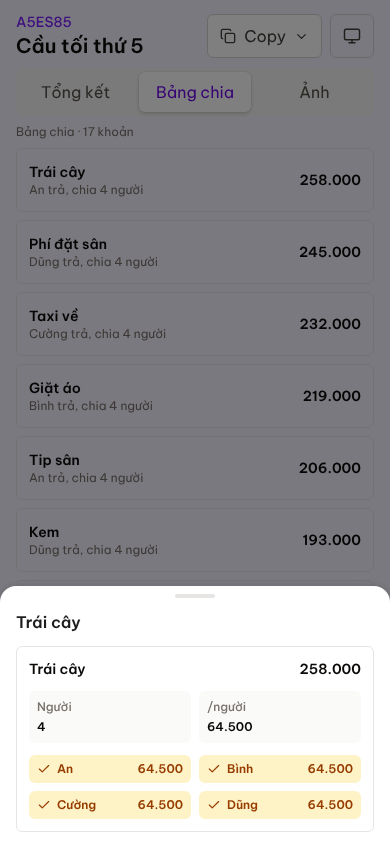 A5ES85
Cầu tối thứ 5
Copy
Tổng kết
Bảng chia
Ảnh
Bảng chia · 17 khoản
Trái cây
258.000
An trả, chia 4 người
Phí đặt sân
245.000
Dũng trả, chia 4 người
Taxi về
232.000
Cường trả, chia 4 người
Giặt áo
219.000
Bình trả, chia 4 người
Tip sân
206.000
An trả, chia 4 người
Kem
193.000
Dũng trả, chia 4 người
Trái cây
Trái cây
258.000
Người
4
/người
64.500
An
64.500
Bình
64.500
Cường
64.500
Dũng
64.500